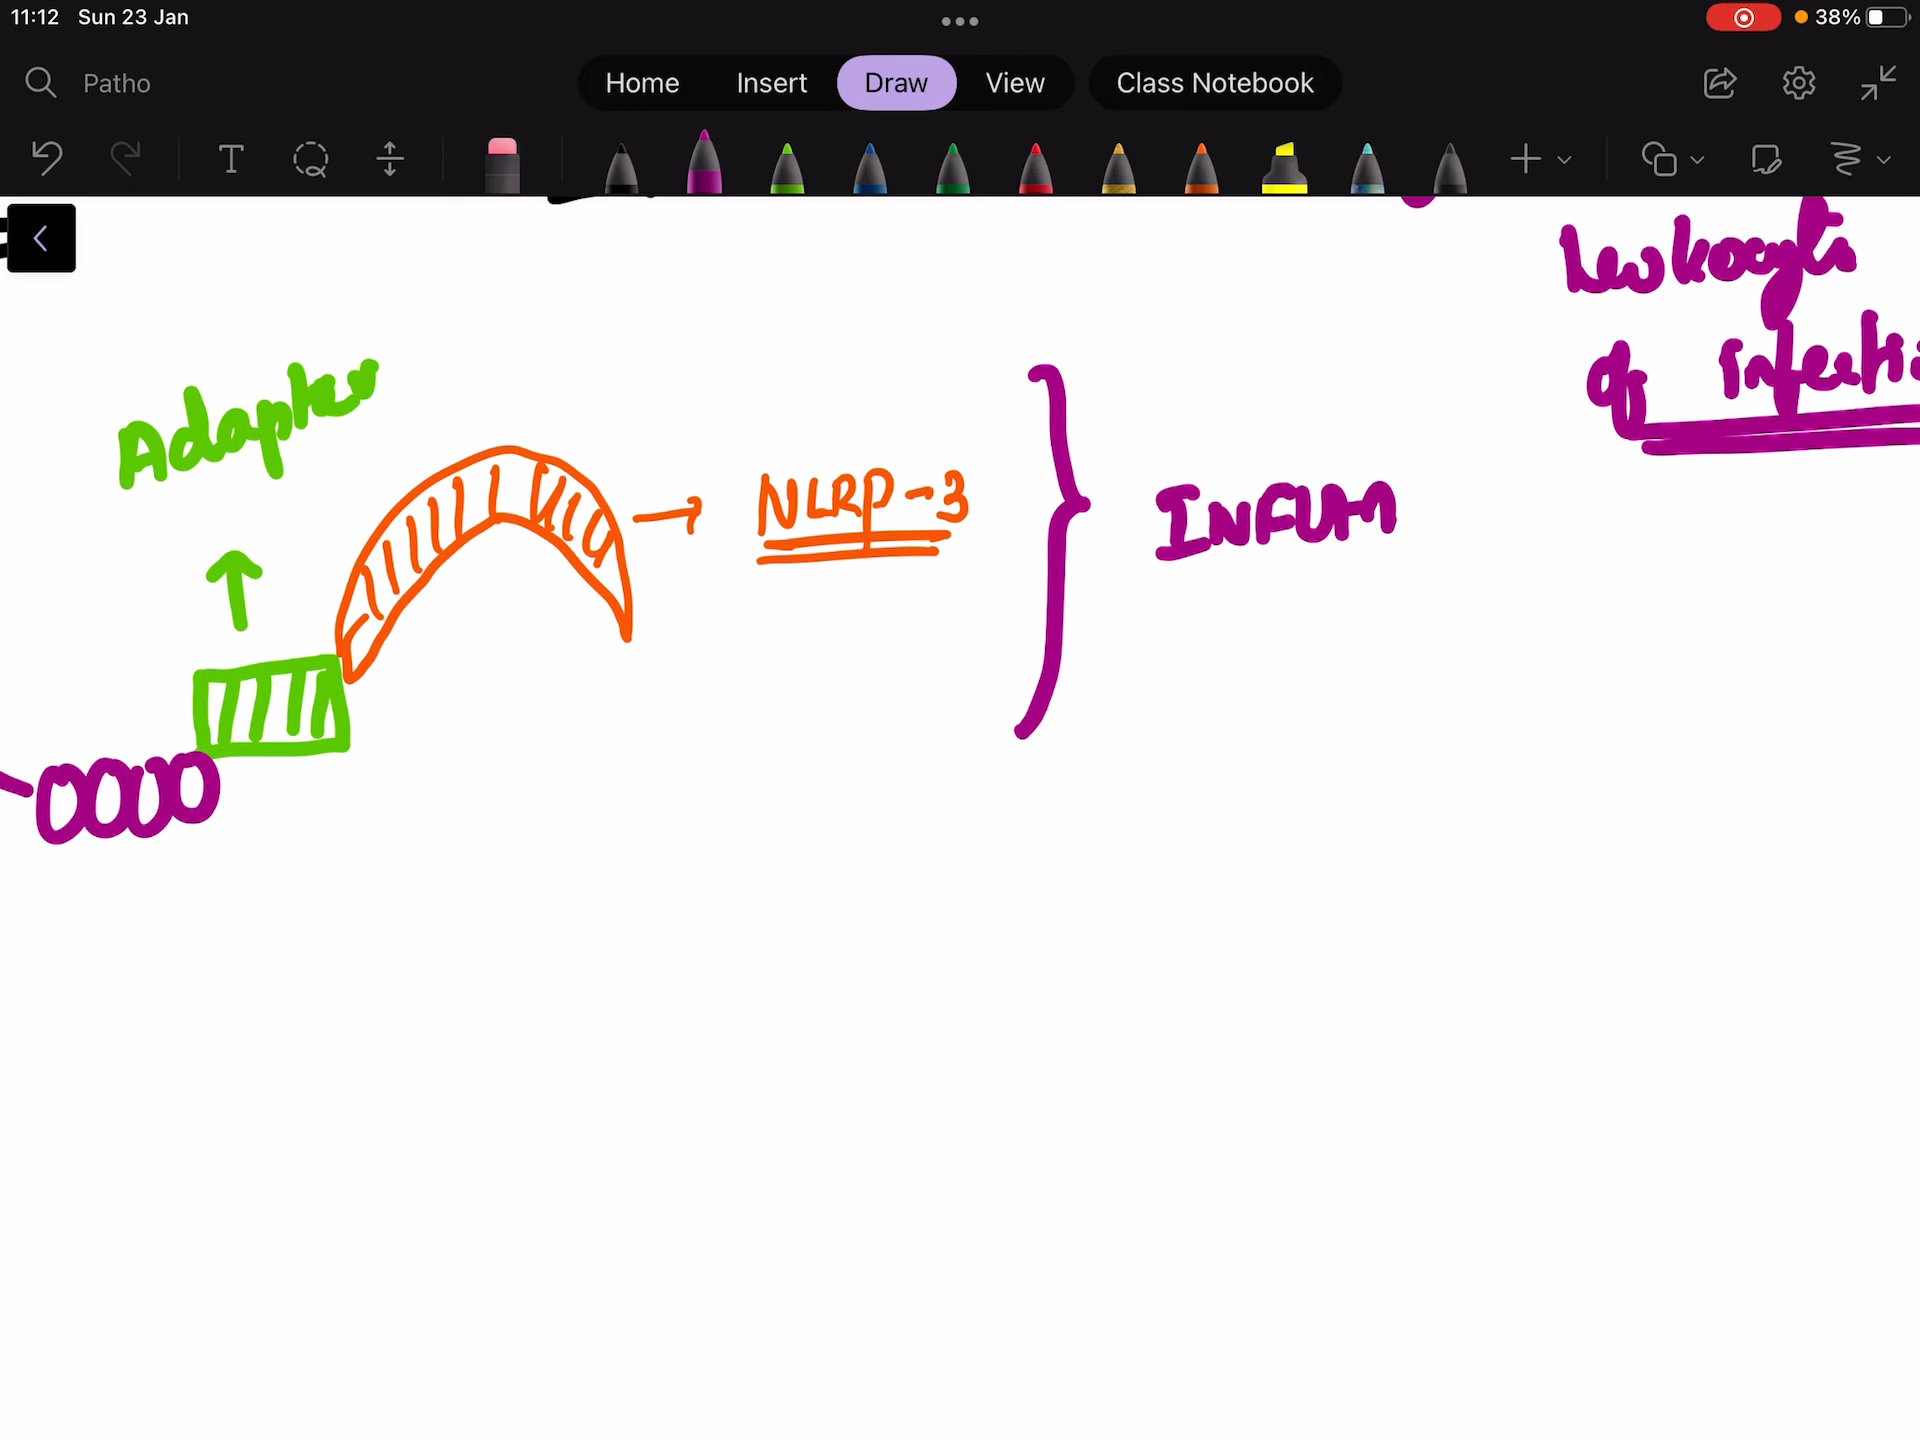 11:12 Sun 23 Jan
38%
Patho
Home Insert Draw View Class Notebook
T
Leukocyts
of infecti
Adapter
NLRP-3
INFLM